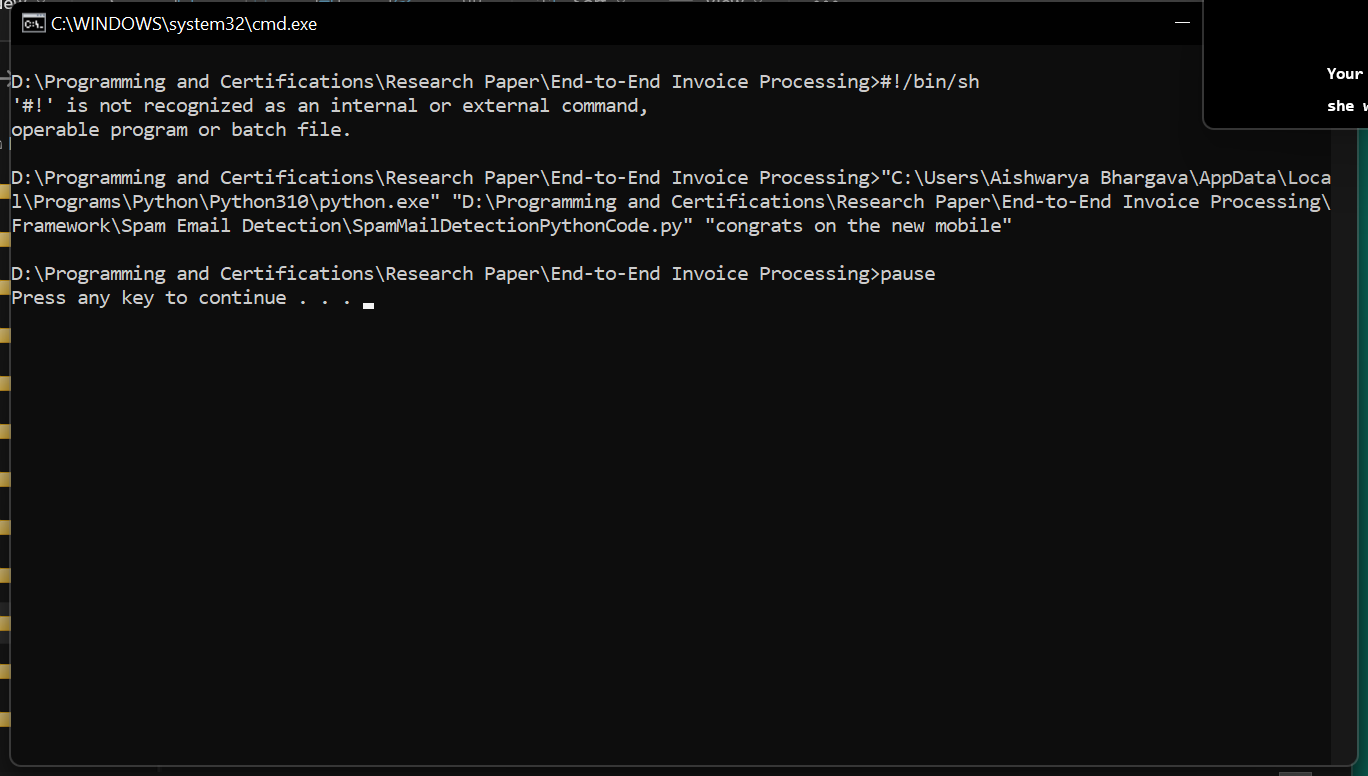 C:\WINDOWS\system32\cmd.exe
D:\Programming and Certifications\Research Paper\End-to-End Invoice Processing>#!/bin/sh
'#!' is not recognized as an internal or external command,
operable program or batch file.
D:\Programming and Certifications\Research Paper\End-to-End Invoice Processing>"C:\Users\Aishwarya Bhargava\AppData\Loca
l\Programs\Python\Python310\python.exe" "D:\Programming and Certifications\Research Paper\End-to-End Invoice Processing\
Framework\Spam Email Detection\SpamMailDetectionPythonCode.py" "congrats on the new mobile"
D:\Programming and Certifications\Research Paper\End-to-End Invoice Processing>pause
Press any key to continue . . .
Your
she